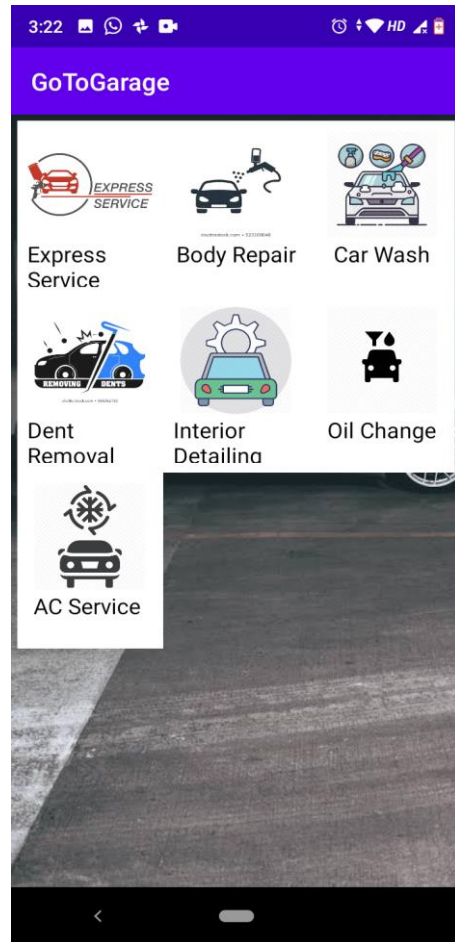 3:22
HD
GoToGarage
EXPRESS
SERVICE
Express
Service
Body Repair
Car Wash
REMOVING DENTS
Dent
Removal
Interior
Detailing
Oil Change
AC Service